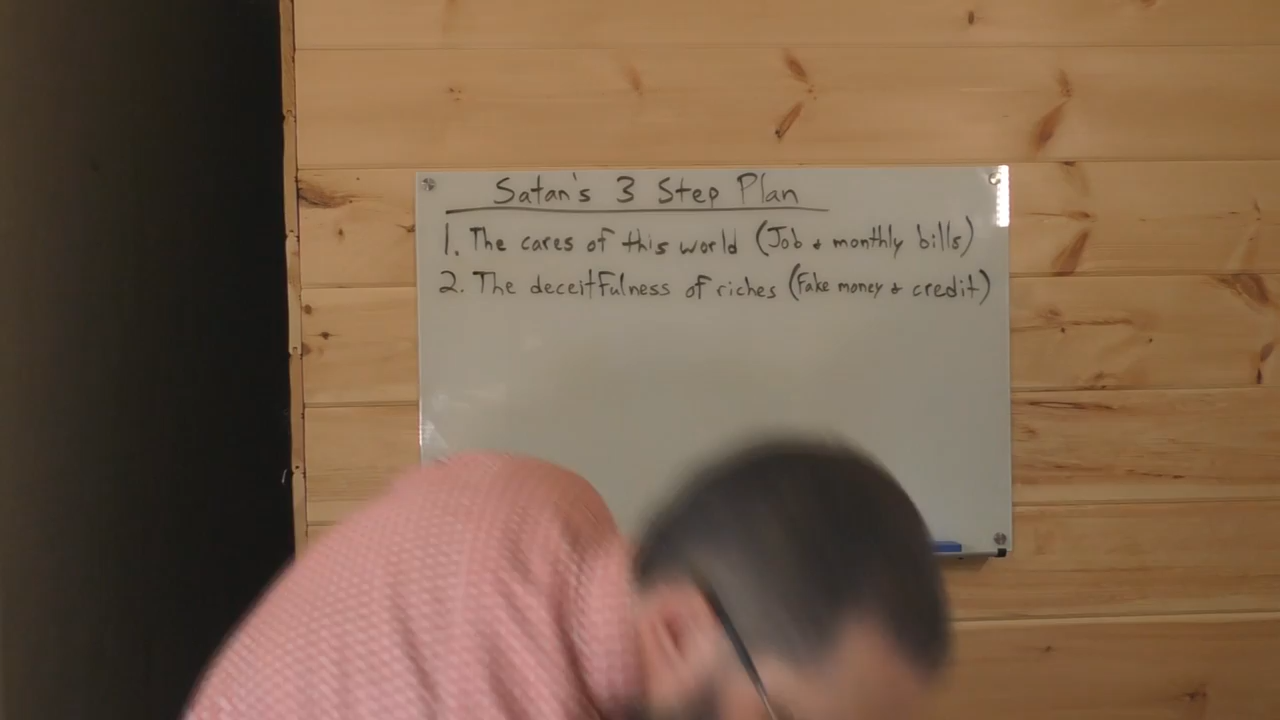 Satan's 3 Step Plan
1. The cares of this world (Job & monthly bills)
2. The deceitfulness of riches (Fake money & credit)